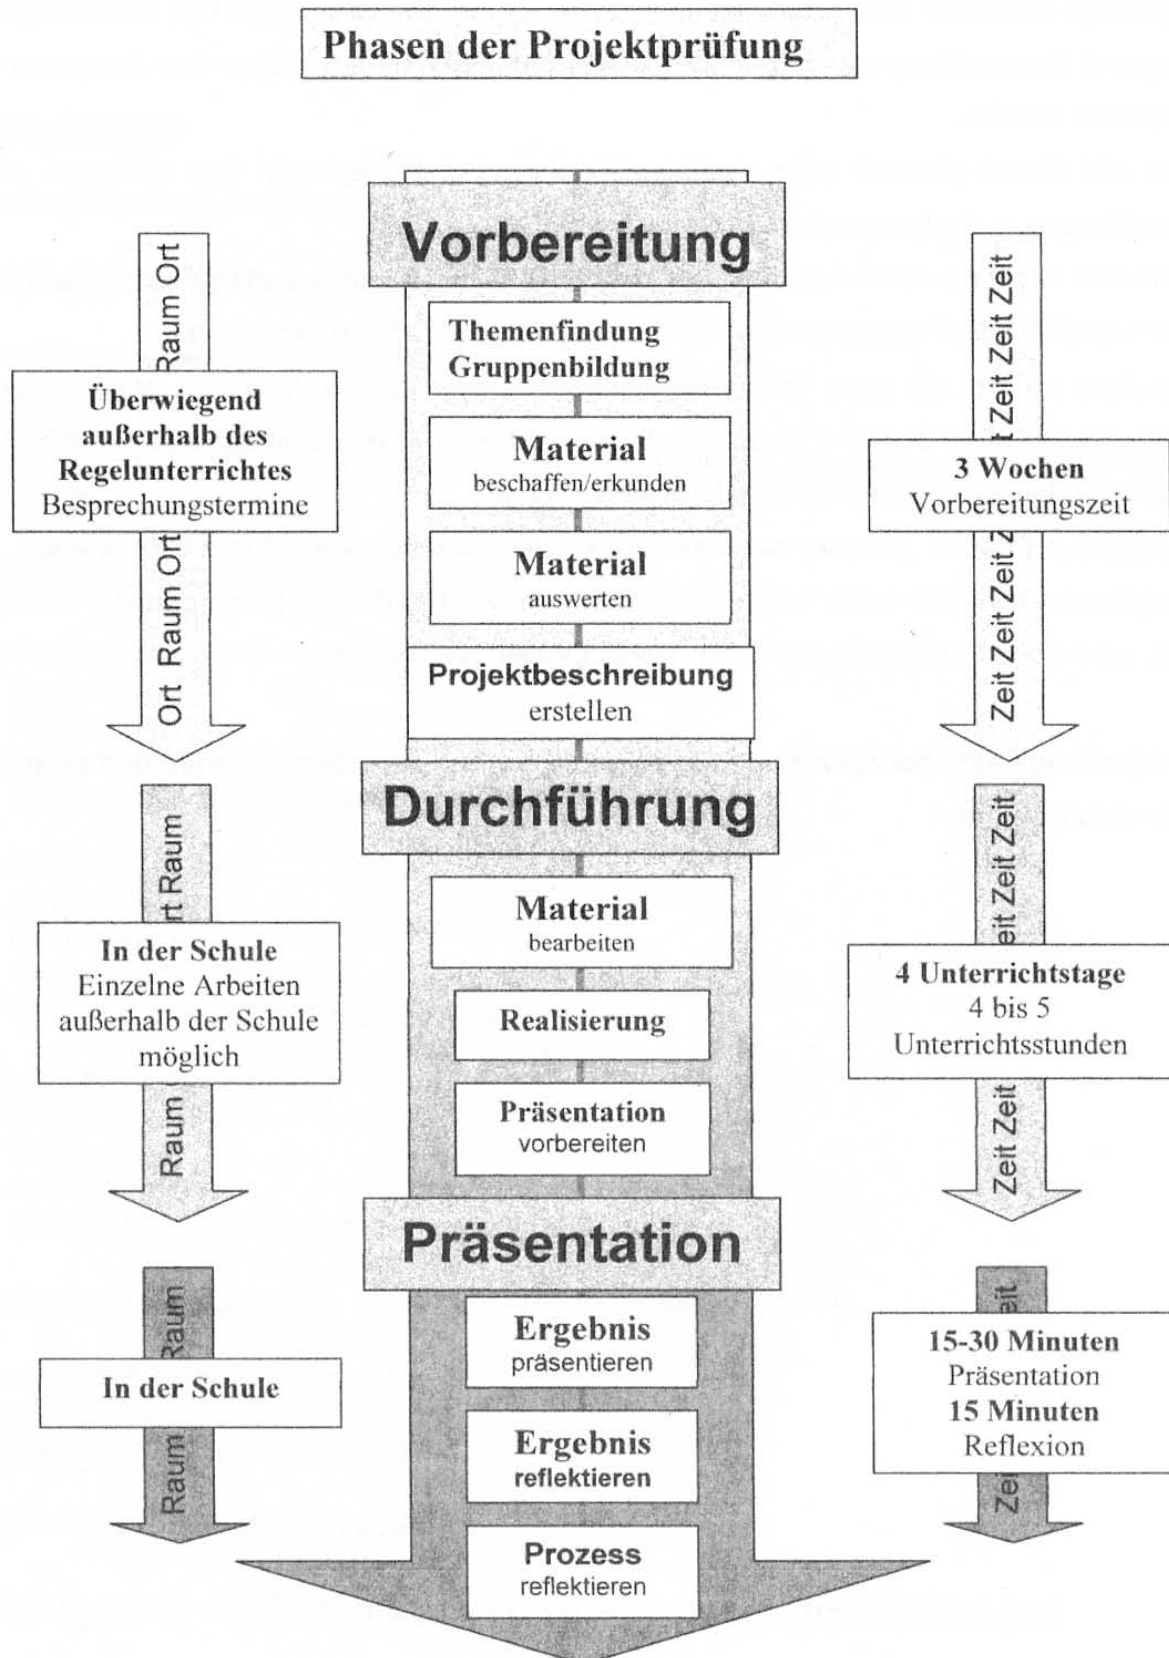 Phasen der Projektprüfung
Vorbereitung
Themenfindung
Gruppenbildung
Material
beschaffen/erkunden
Material
auswerten
Projektbeschreibung
erstellen
Ort Raum Ort
Raum Ort
Überwiegend
außerhalb des
Regelunterrichtes
Besprechungstermine
Zeit Zeit Zeit
t Zeit Zeit Zeit Zeit
3 Wochen
Vorbereitungszeit
Durchführung
Material
bearbeiten
Realisierung
Präsentation
vorbereiten
Raum
rt Raum
In der Schule
Einzelne Arbeiten
außerhalb der Schule
möglich
Zeit Zeit
Zeit Zeit Zeit
4 Unterrichtstage
4 bis 5
Unterrichtsstunden
Präsentation
Ergebnis
präsentieren
Ergebnis
reflektieren
Prozess
reflektieren
Raum
Raum
In der Schule
15-30 Minuten
Präsentation
15 Minuten
Reflexion